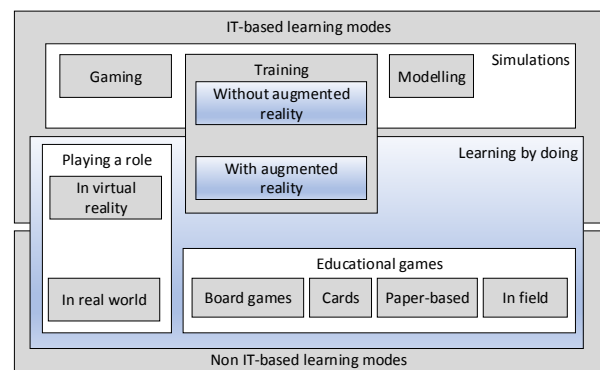 IT-based learning modes
Simulations
Gaming
Training
Modelling
Without augmented
reality
Learning by doing
Playing a role
With augmented
reality
In virtual
reality
Educational games
In real world
Board games
Cards
Paper-based
In field
Non IT-based learning modes